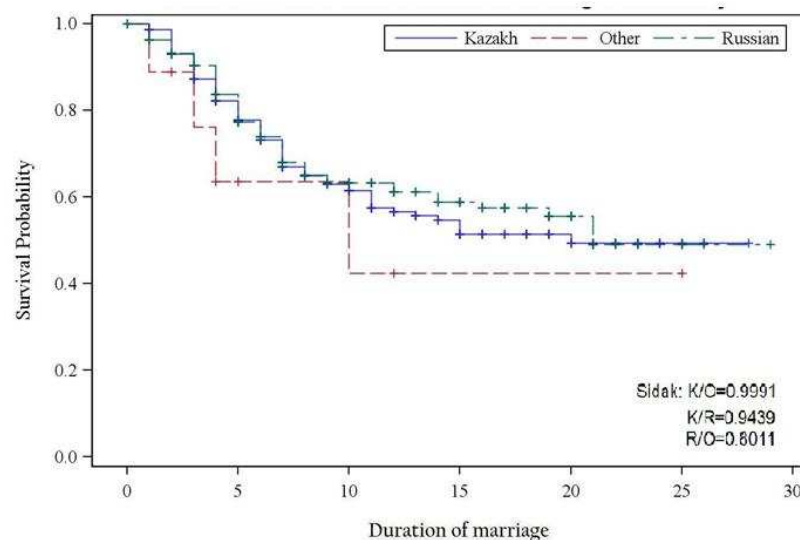 Kazakh Other Russian
1.0
0.8
0.6
0.4
0.2
0.0
Survival Probability
0 5 10 15 20 25 30
Duration of marriage
Sidak: K/O=0.9991
K/R=0.9439
R/O=0.8011